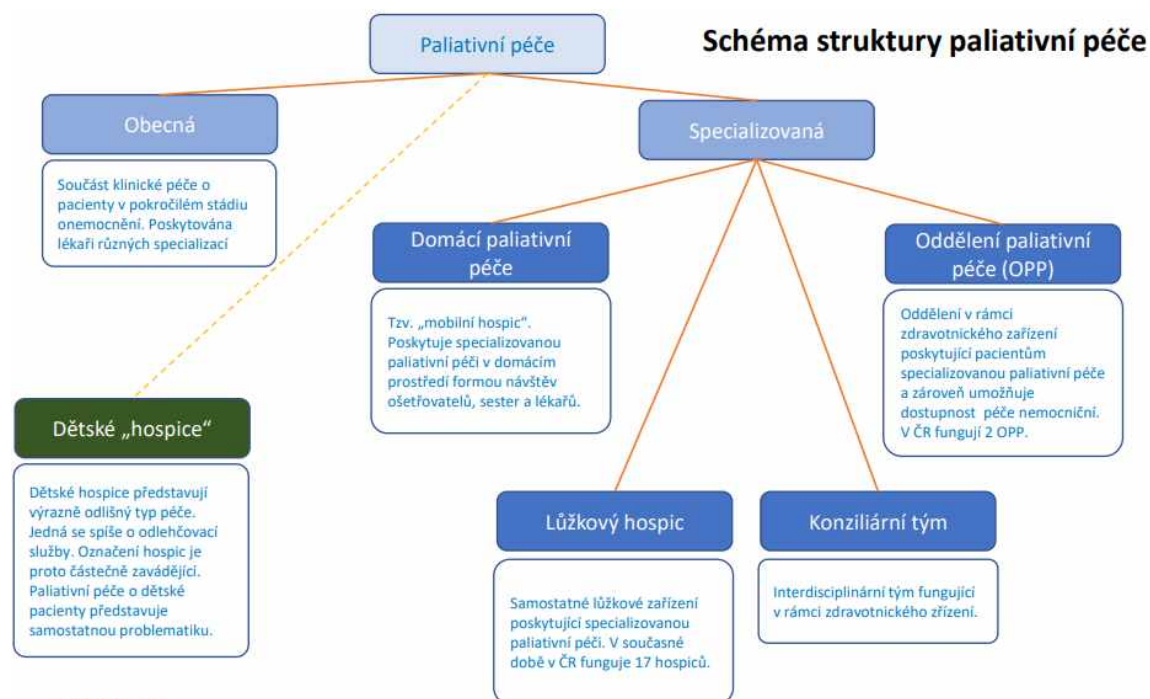 Schéma struktury paliativní péče
Paliativní péče
Obecná
Součást klinické péče o
pacienty v pokročilém stádiu
onemocnění. Poskytována
lékaři různých specializací
Specializovaná
Domácí paliativní
péče
Tzv. „mobilní hospic“.
Poskytuje specializovanou
paliativní péči v domácím
prostředí formou návštěv
ošetřovatelů, sester a lékařů.
Oddělení paliativní
péče (OPP)
Oddělení v rámci
zdravotnického zařízení
poskytující pacientům
specializovanou paliativní péče
a zároveň umožňuje
dostupnost péče nemocniční.
V ČR fungují 2 OPP.
Dětské „hospice“
Dětské hospice představují
výrazně odlišný typ péče.
Jedná se spíše o odlehčovací
služby. Označení hospic je
proto částečně zavádějící.
Paliativní péče o dětské
pacienty představuje
samostatnou problematiku.
Lůžkový hospic
Samostatné lůžkové zařízení
poskytující specializovanou
paliativní péči. V současné
době v ČR funguje 17 hospiců.
Konziliární tým
Interdisciplinární tým fungující
v rámci zdravotnického zřízení.